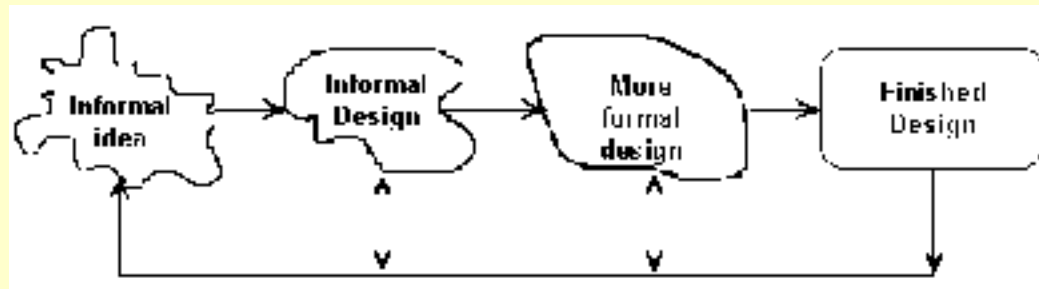 Informal
idea
Informal
Design
More
formal
design
Finished
Design